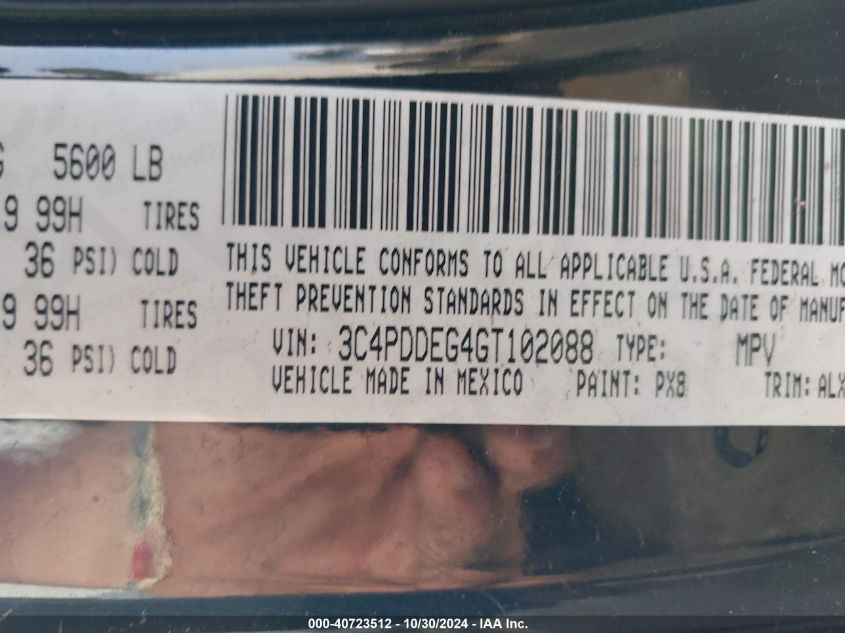 5600 LB
9 99H TIRES
36 PSI) COLD
9 99H TIRES
36 PSI) COLD
THIS VEHICLE CONFORMS TO ALL APPLICABLE U.S.A. FEDERAL
THEFT PREVENTION STANDARDS IN EFFECT ON THE DATE OF MANUF
VIN: 3C4PDDEG4GT102088 TYPE: MPV
VEHICLE MADE IN MEXICO PAINT: PX8 TRIM: ALX
000-40723512 - 10/30/2024 - IAA Inc.